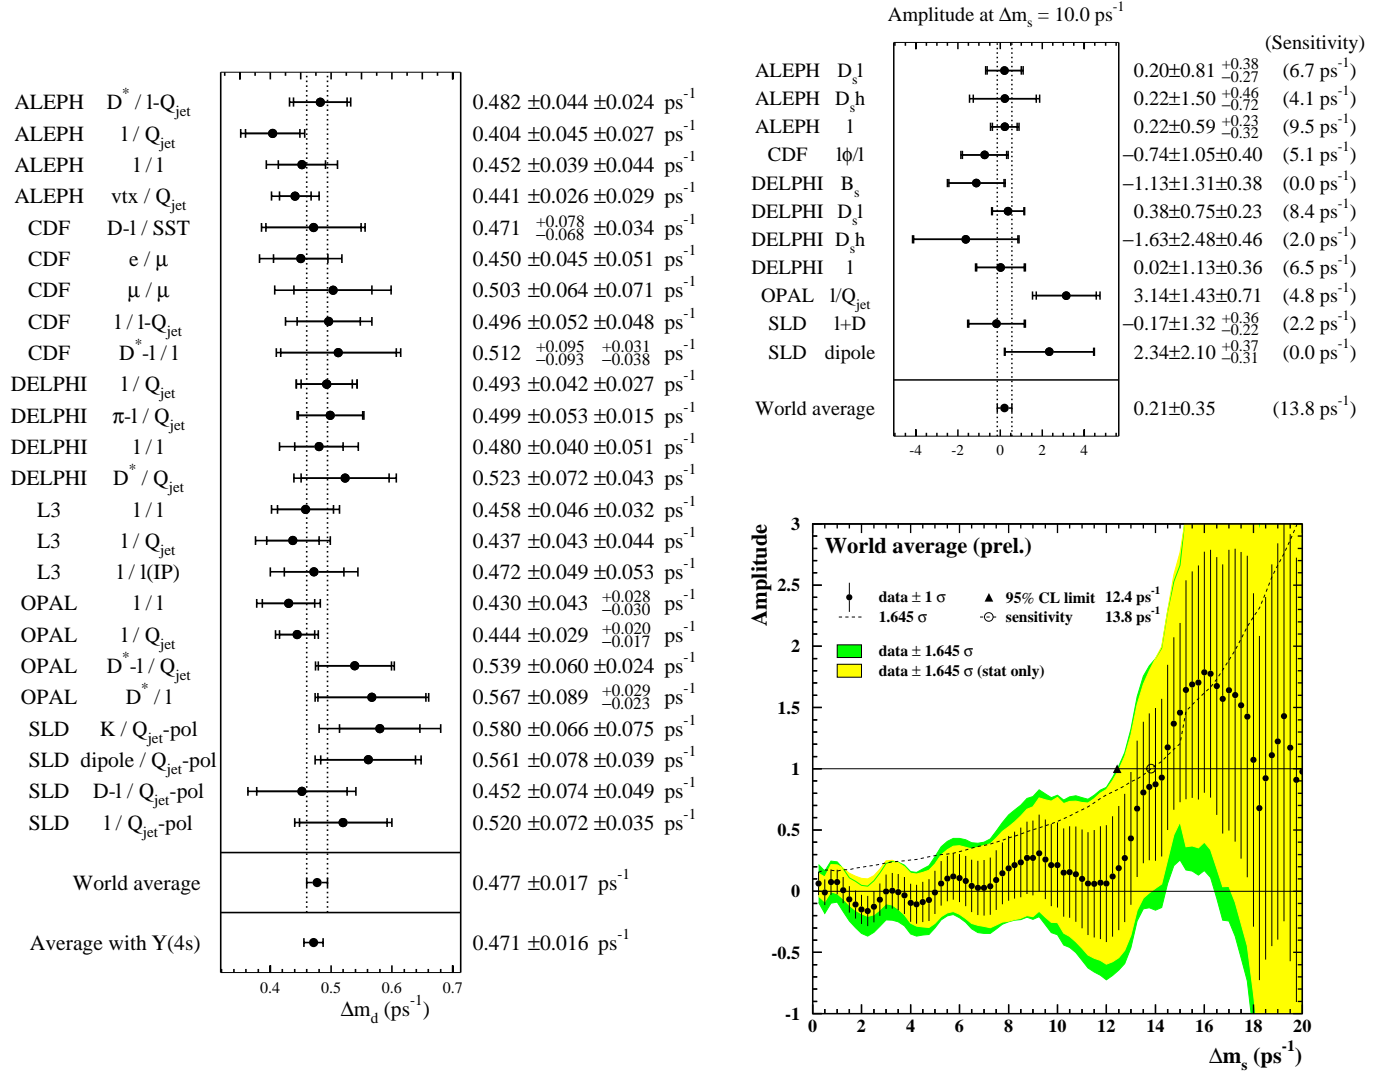 ALEPH D* / l-Q_jet 0.482 ±0.044 ±0.024 ps^-1
ALEPH l / Q_jet 0.404 ±0.045 ±0.027 ps^-1
ALEPH l / l 0.452 ±0.039 ±0.044 ps^-1
ALEPH vtx / Q_jet 0.441 ±0.026 ±0.029 ps^-1
CDF D-l / SST 0.471 +0.078 −0.068 ±0.034 ps^-1
CDF e / μ 0.450 ±0.045 ±0.051 ps^-1
CDF μ / μ 0.503 ±0.064 ±0.071 ps^-1
CDF l / l-Q_jet 0.496 ±0.052 ±0.048 ps^-1
CDF D*-l / l 0.512 +0.095 −0.093 +0.031 −0.038 ps^-1
DELPHI l / Q_jet 0.493 ±0.042 ±0.027 ps^-1
DELPHI π-l / Q_jet 0.499 ±0.053 ±0.015 ps^-1
DELPHI l / l 0.480 ±0.040 ±0.051 ps^-1
DELPHI D* / Q_jet 0.523 ±0.072 ±0.043 ps^-1
L3 l / l 0.458 ±0.046 ±0.032 ps^-1
L3 l / Q_jet 0.437 ±0.043 ±0.044 ps^-1
L3 l / l(IP) 0.472 ±0.049 ±0.053 ps^-1
OPAL l / l 0.430 ±0.043 +0.028 −0.030 ps^-1
OPAL l / Q_jet 0.444 ±0.029 +0.020 −0.017 ps^-1
OPAL D*-l / Q_jet 0.539 ±0.060 ±0.024 ps^-1
OPAL D* / l 0.567 ±0.089 +0.029 −0.023 ps^-1
SLD K / Q_jet-pol 0.580 ±0.066 ±0.075 ps^-1
SLD dipole / Q_jet-pol 0.561 ±0.078 ±0.039 ps^-1
SLD D-l / Q_jet-pol 0.452 ±0.074 ±0.049 ps^-1
SLD l / Q_jet-pol 0.520 ±0.072 ±0.035 ps^-1
World average 0.477 ±0.017 ps^-1
Average with Υ(4s) 0.471 ±0.016 ps^-1
0.4 0.5 0.6 0.7
Δm_d (ps^-1)
Amplitude at Δm_s = 10.0 ps^-1
(Sensitivity)
ALEPH D_s l 0.20±0.81 +0.38 −0.27 (6.7 ps^-1)
ALEPH D_s h 0.22±1.50 +0.46 −0.72 (4.1 ps^-1)
ALEPH l 0.22±0.59 +0.23 −0.32 (9.5 ps^-1)
CDF lϕ/l −0.74±1.05±0.40 (5.1 ps^-1)
DELPHI B_s −1.13±1.31±0.38 (0.0 ps^-1)
DELPHI D_s l 0.38±0.75±0.23 (8.4 ps^-1)
DELPHI D_s h −1.63±2.48±0.46 (2.0 ps^-1)
DELPHI l 0.02±1.13±0.36 (6.5 ps^-1)
OPAL l/Q_jet 3.14±1.43±0.71 (4.8 ps^-1)
SLD l+D −0.17±1.32 +0.36 −0.22 (2.2 ps^-1)
SLD dipole 2.34±2.10 +0.37 −0.31 (0.0 ps^-1)
World average 0.21±0.35 (13.8 ps^-1)
-4 -2 0 2 4
Amplitude
3
2.5
2
1.5
1
0.5
0
-0.5
-1
World average (prel.)
data ± 1 σ
▲ 95% CL limit 12.4 ps^-1
1.645 σ
sensitivity 13.8 ps^-1
data ± 1.645 σ
data ± 1.645 σ (stat only)
0 2 4 6 8 10 12 14 16 18 20
Δm_s (ps^-1)